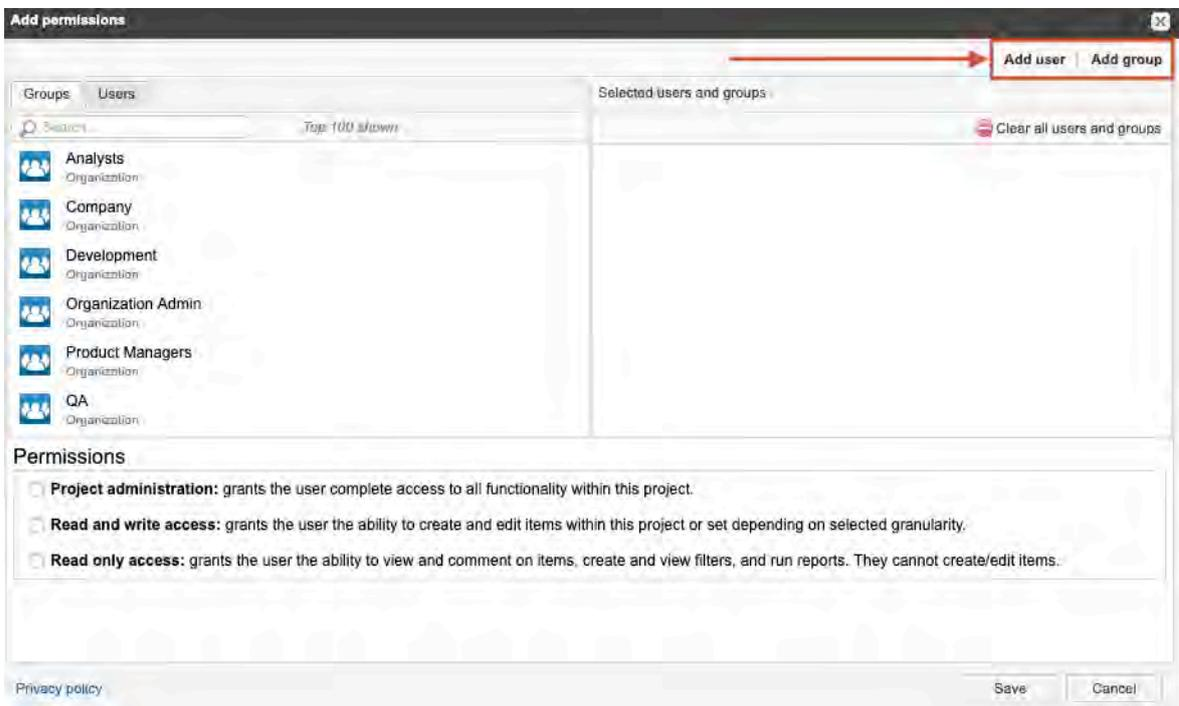 Add permissions
Add user | Add group
Groups Users
Selected users and groups
Search... Top 100 shown
Clear all users and groups
Analysts
Organization
Company
Organization
Development
Organization
Organization Admin
Organization
Product Managers
Organization
QA
Organization
Permissions
Project administration: grants the user complete access to all functionality within this project.
Read and write access: grants the user the ability to create and edit items within this project or set depending on selected granularity.
Read only access: grants the user the ability to view and comment on items, create and view filters, and run reports. They cannot create/edit items.
Privacy policy
Save Cancel